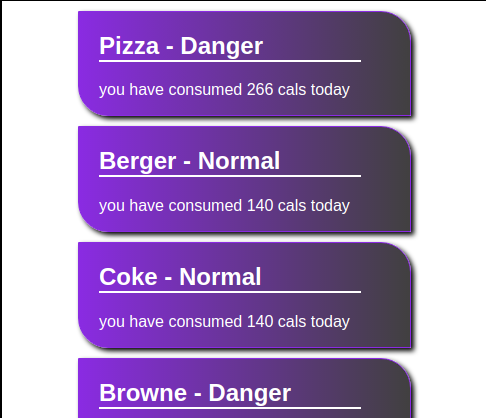 Pizza - Danger
you have consumed 266 cals today
Berger - Normal
you have consumed 140 cals today
Coke - Normal
you have consumed 140 cals today
Browne - Danger